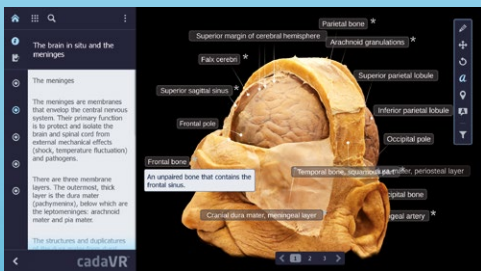 The brain in situ and the
meninges
The meninges
The meninges are membranes
that envelop the central nervous
system. Their primary function
is to protect and isolate the
brain and spinal cord from
external mechanical effects
(shock, temperature fluctuation)
and pathogens.
There are three membrane
layers. The outermost, thick
layer is the dura mater
(pachymeninx), below which are
the leptomeninges: arachnoid
mater and pia mater.
The structures and duplicatures
cadaVR
Parietal bone *
Superior margin of cerebral hemisphere
Arachnoid granulations *
Falx cerebri *
Superior parietal lobule
Superior sagittal sinus *
Inferior parietal lobule
Frontal pole
Occipital pole
Frontal bone
An unpaired bone that contains the
frontal sinus.
Temporal bone, squamous part
mater, periosteal layer
cipital bone
Cranial dura mater, meningeal layer
geal artery *
1 2 3